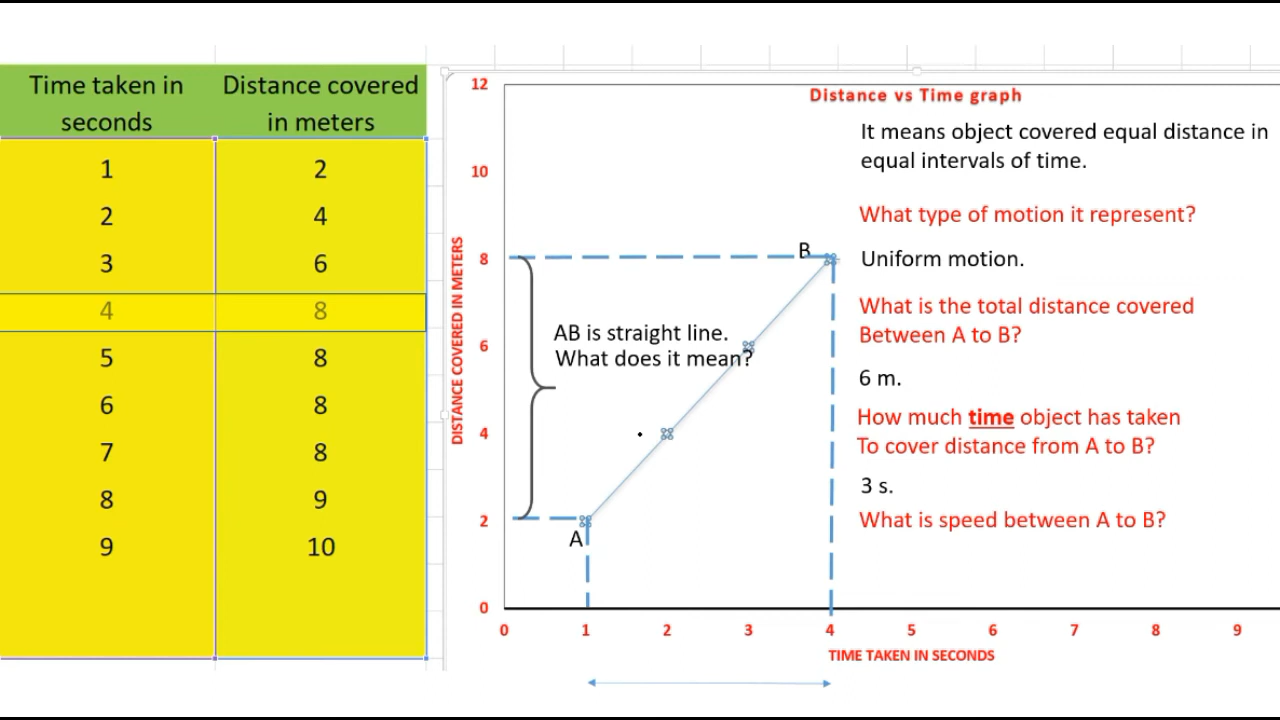 Time taken in
seconds
Distance covered
in meters
1 2
2 4
3 6
4 8
5 8
6 8
7 8
8 9
9 10
Distance vs Time graph
DISTANCE COVERED IN METERS
12
10
8
6
4
2
0
0 1 2 3 4 5 6 7 8 9
TIME TAKEN IN SECONDS
A
B
AB is straight line.
What does it mean?
It means object covered equal distance in
equal intervals of time.
What type of motion it represent?
Uniform motion.
What is the total distance covered
Between A to B?
6 m.
How much time object has taken
To cover distance from A to B?
3 s.
What is speed between A to B?